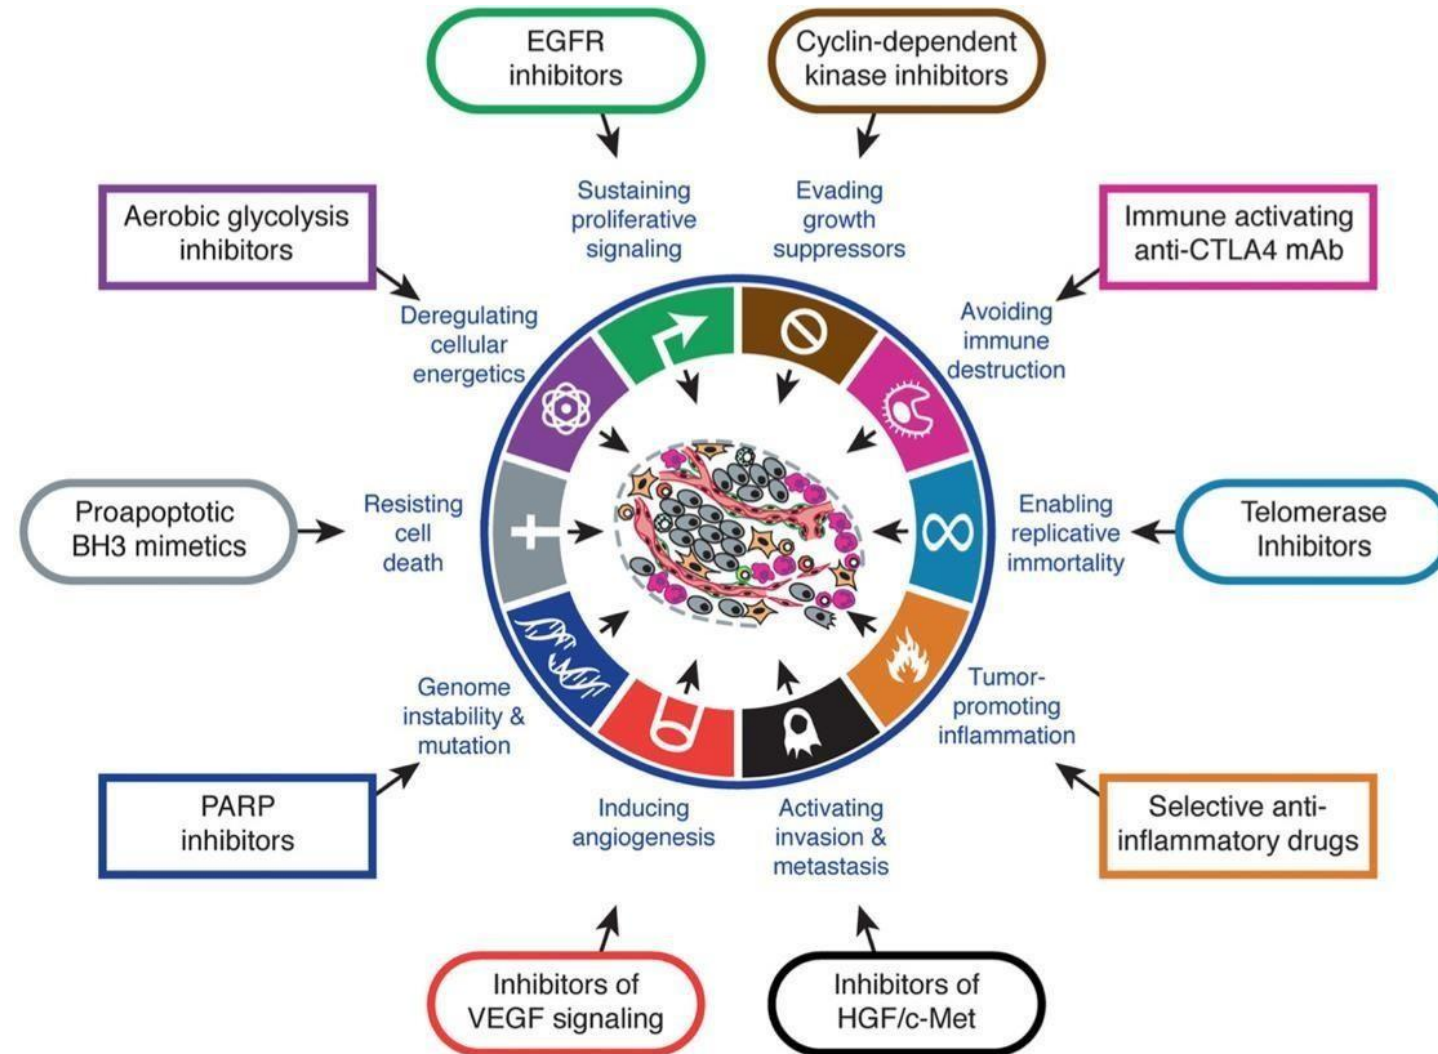 EGFR
inhibitors
Cyclin-dependent
kinase inhibitors
Sustaining
proliferative
signaling
Evading
growth
suppressors
Aerobic glycolysis
inhibitors
Immune activating
anti-CTLA4 mAb
Deregulating
cellular
energetics
Avoiding
immune
destruction
Proapoptotic
BH3 mimetics
Resisting
cell
death
Enabling
replicative
immortality
Telomerase
Inhibitors
Genome
instability &
mutation
Tumor-
promoting
inflammation
PARP
inhibitors
Inducing
angiogenesis
Activating
invasion &
metastasis
Selective anti-
inflammatory drugs
Inhibitors of
VEGF signaling
Inhibitors of
HGF/c-Met